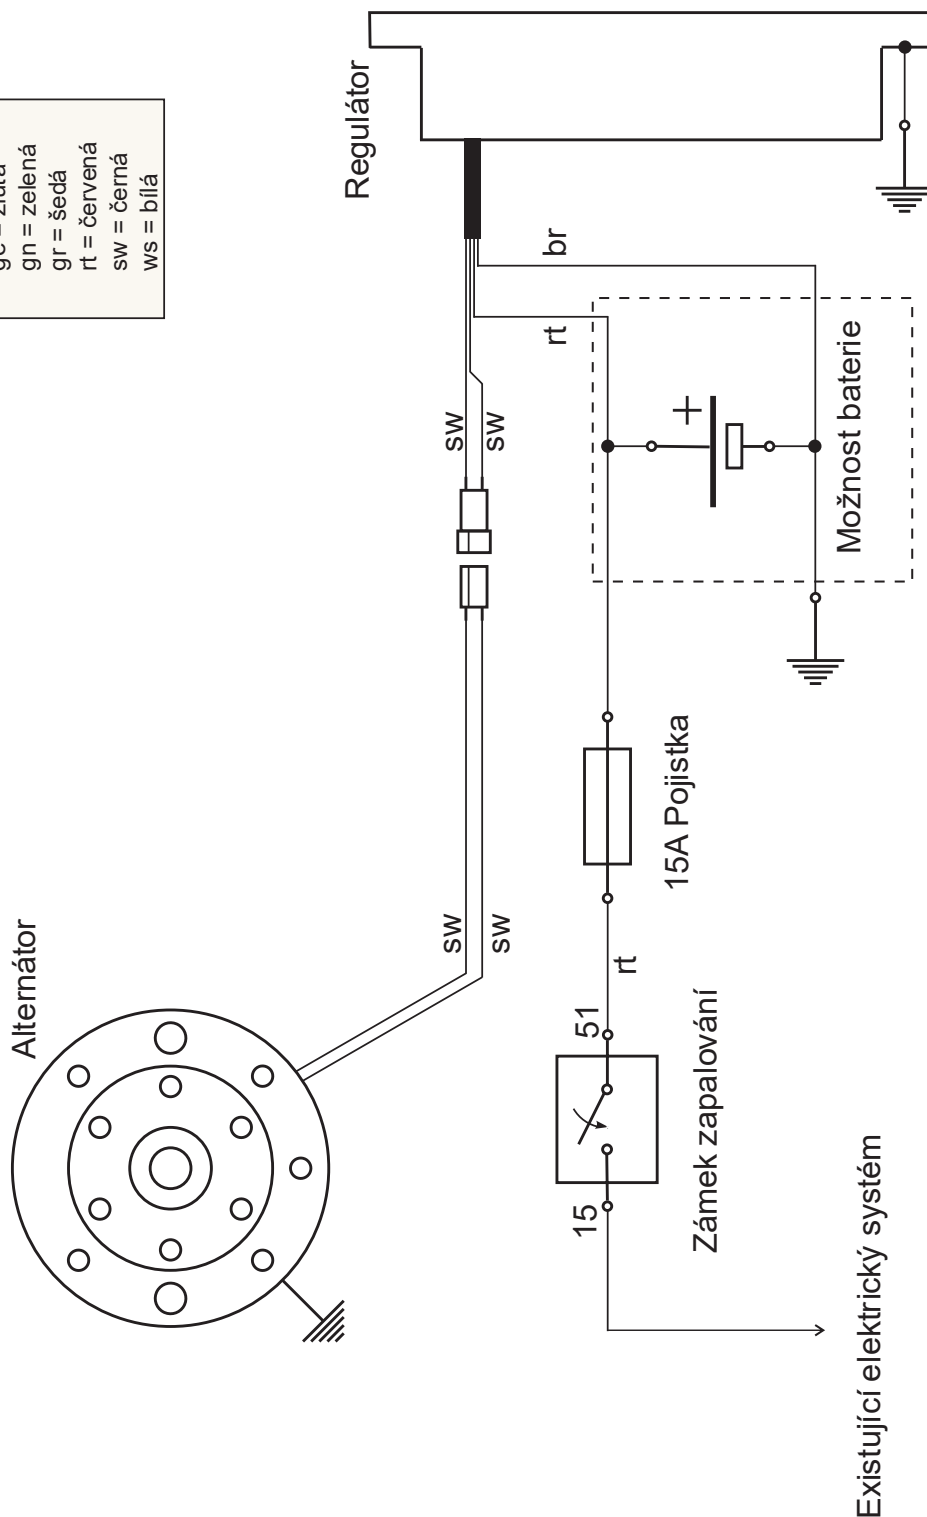 gn = zelená
gr = šedá
rt = červená
sw = černá
ws = bílá
Regulátor
br
rt
sw
sw
Možnost baterie
+
Alternátor
sw
sw
15A Pojistka
rt
51
15
Zámek zapalování
Existující elektrický systém